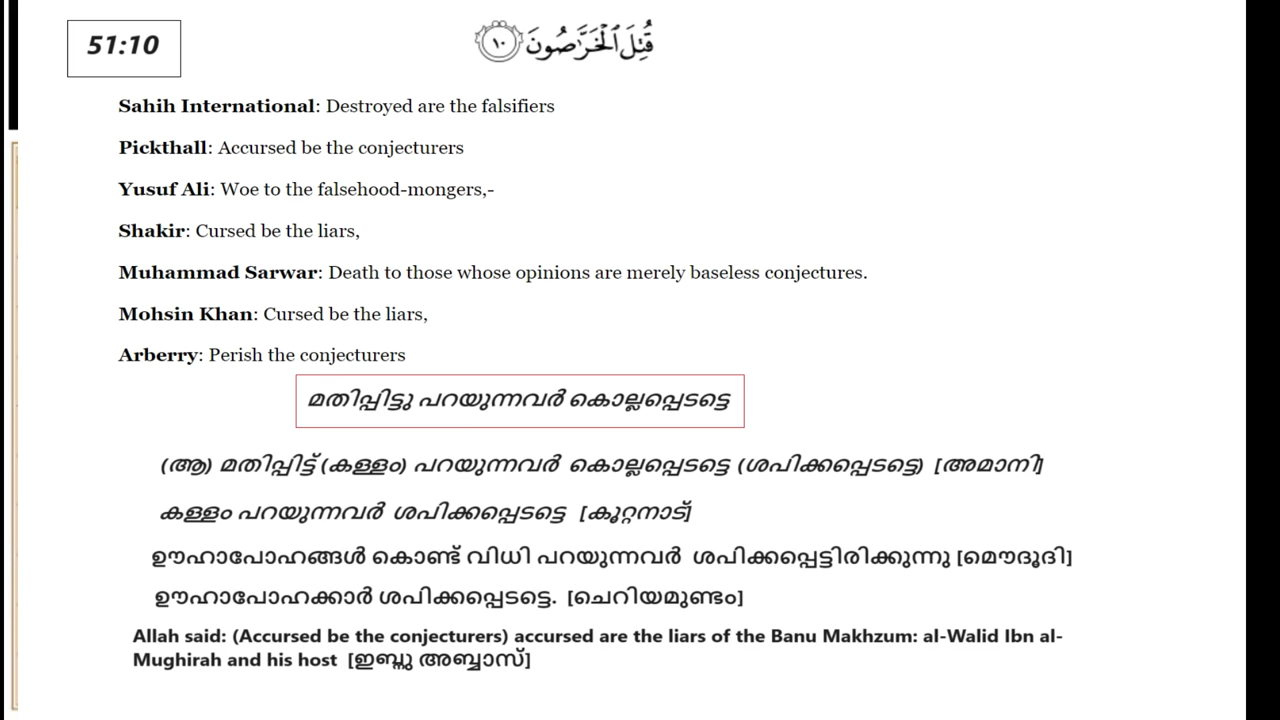 51:10
قُتِلَ ٱلْخَرَّٰصُونَ ١٠
Sahih International: Destroyed are the falsifiers
Pickthall: Accursed be the conjecturers
Yusuf Ali: Woe to the falsehood-mongers,-
Shakir: Cursed be the liars,
Muhammad Sarwar: Death to those whose opinions are merely baseless conjectures.
Mohsin Khan: Cursed be the liars,
Arberry: Perish the conjecturers
മതിപ്പിട്ടു പറയുന്നവർ കൊല്ലപ്പെടട്ടെ
(ആ) മതിപ്പിട്ട് (കള്ളം) പറയുന്നവർ കൊല്ലപ്പെടട്ടെ (ശപിക്കപ്പെടട്ടെ) [അമാനി]
കള്ളം പറയുന്നവർ ശപിക്കപ്പെടട്ടെ [കൂറ്റനാട്]
ഊഹാപോഹങ്ങൾ കൊണ്ട് വിധി പറയുന്നവർ ശപിക്കപ്പെട്ടിരിക്കുന്നു [മൌദൂദി]
ഊഹാപോഹക്കാർ ശപിക്കപ്പെടട്ടെ. [ചെറിയമുണ്ടം]
Allah said: (Accursed be the conjecturers) accursed are the liars of the Banu Makhzum: al-Walid Ibn al-
Mughirah and his host [ഇബ്നു അബ്ബാസ്]